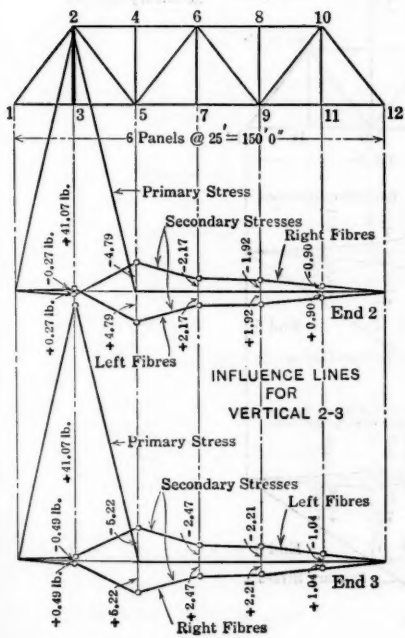 2 4 6 8 10
1 3 5 7 9 11 12
6 Panels @ 25'= 150'0"
Primary Stress
Secondary Stresses
Right Fibres
+41.07 lb.
-0.27 lb.
-4.79
-2.17
-1.92
-0.90
+0.27 lb.
+4.79
+2.17
+1.92
+0.90
End 2
Left Fibres
INFLUENCE LINES
FOR
VERTICAL 2-3
Primary Stress
+41.07 lb.
Secondary Stresses
Left Fibres
-0.49 lb.
-5.22
-2.47
-2.21
-1.04
+0.49 lb.
+5.22
+2.47
+2.21
+1.04
End 3
Right Fibres